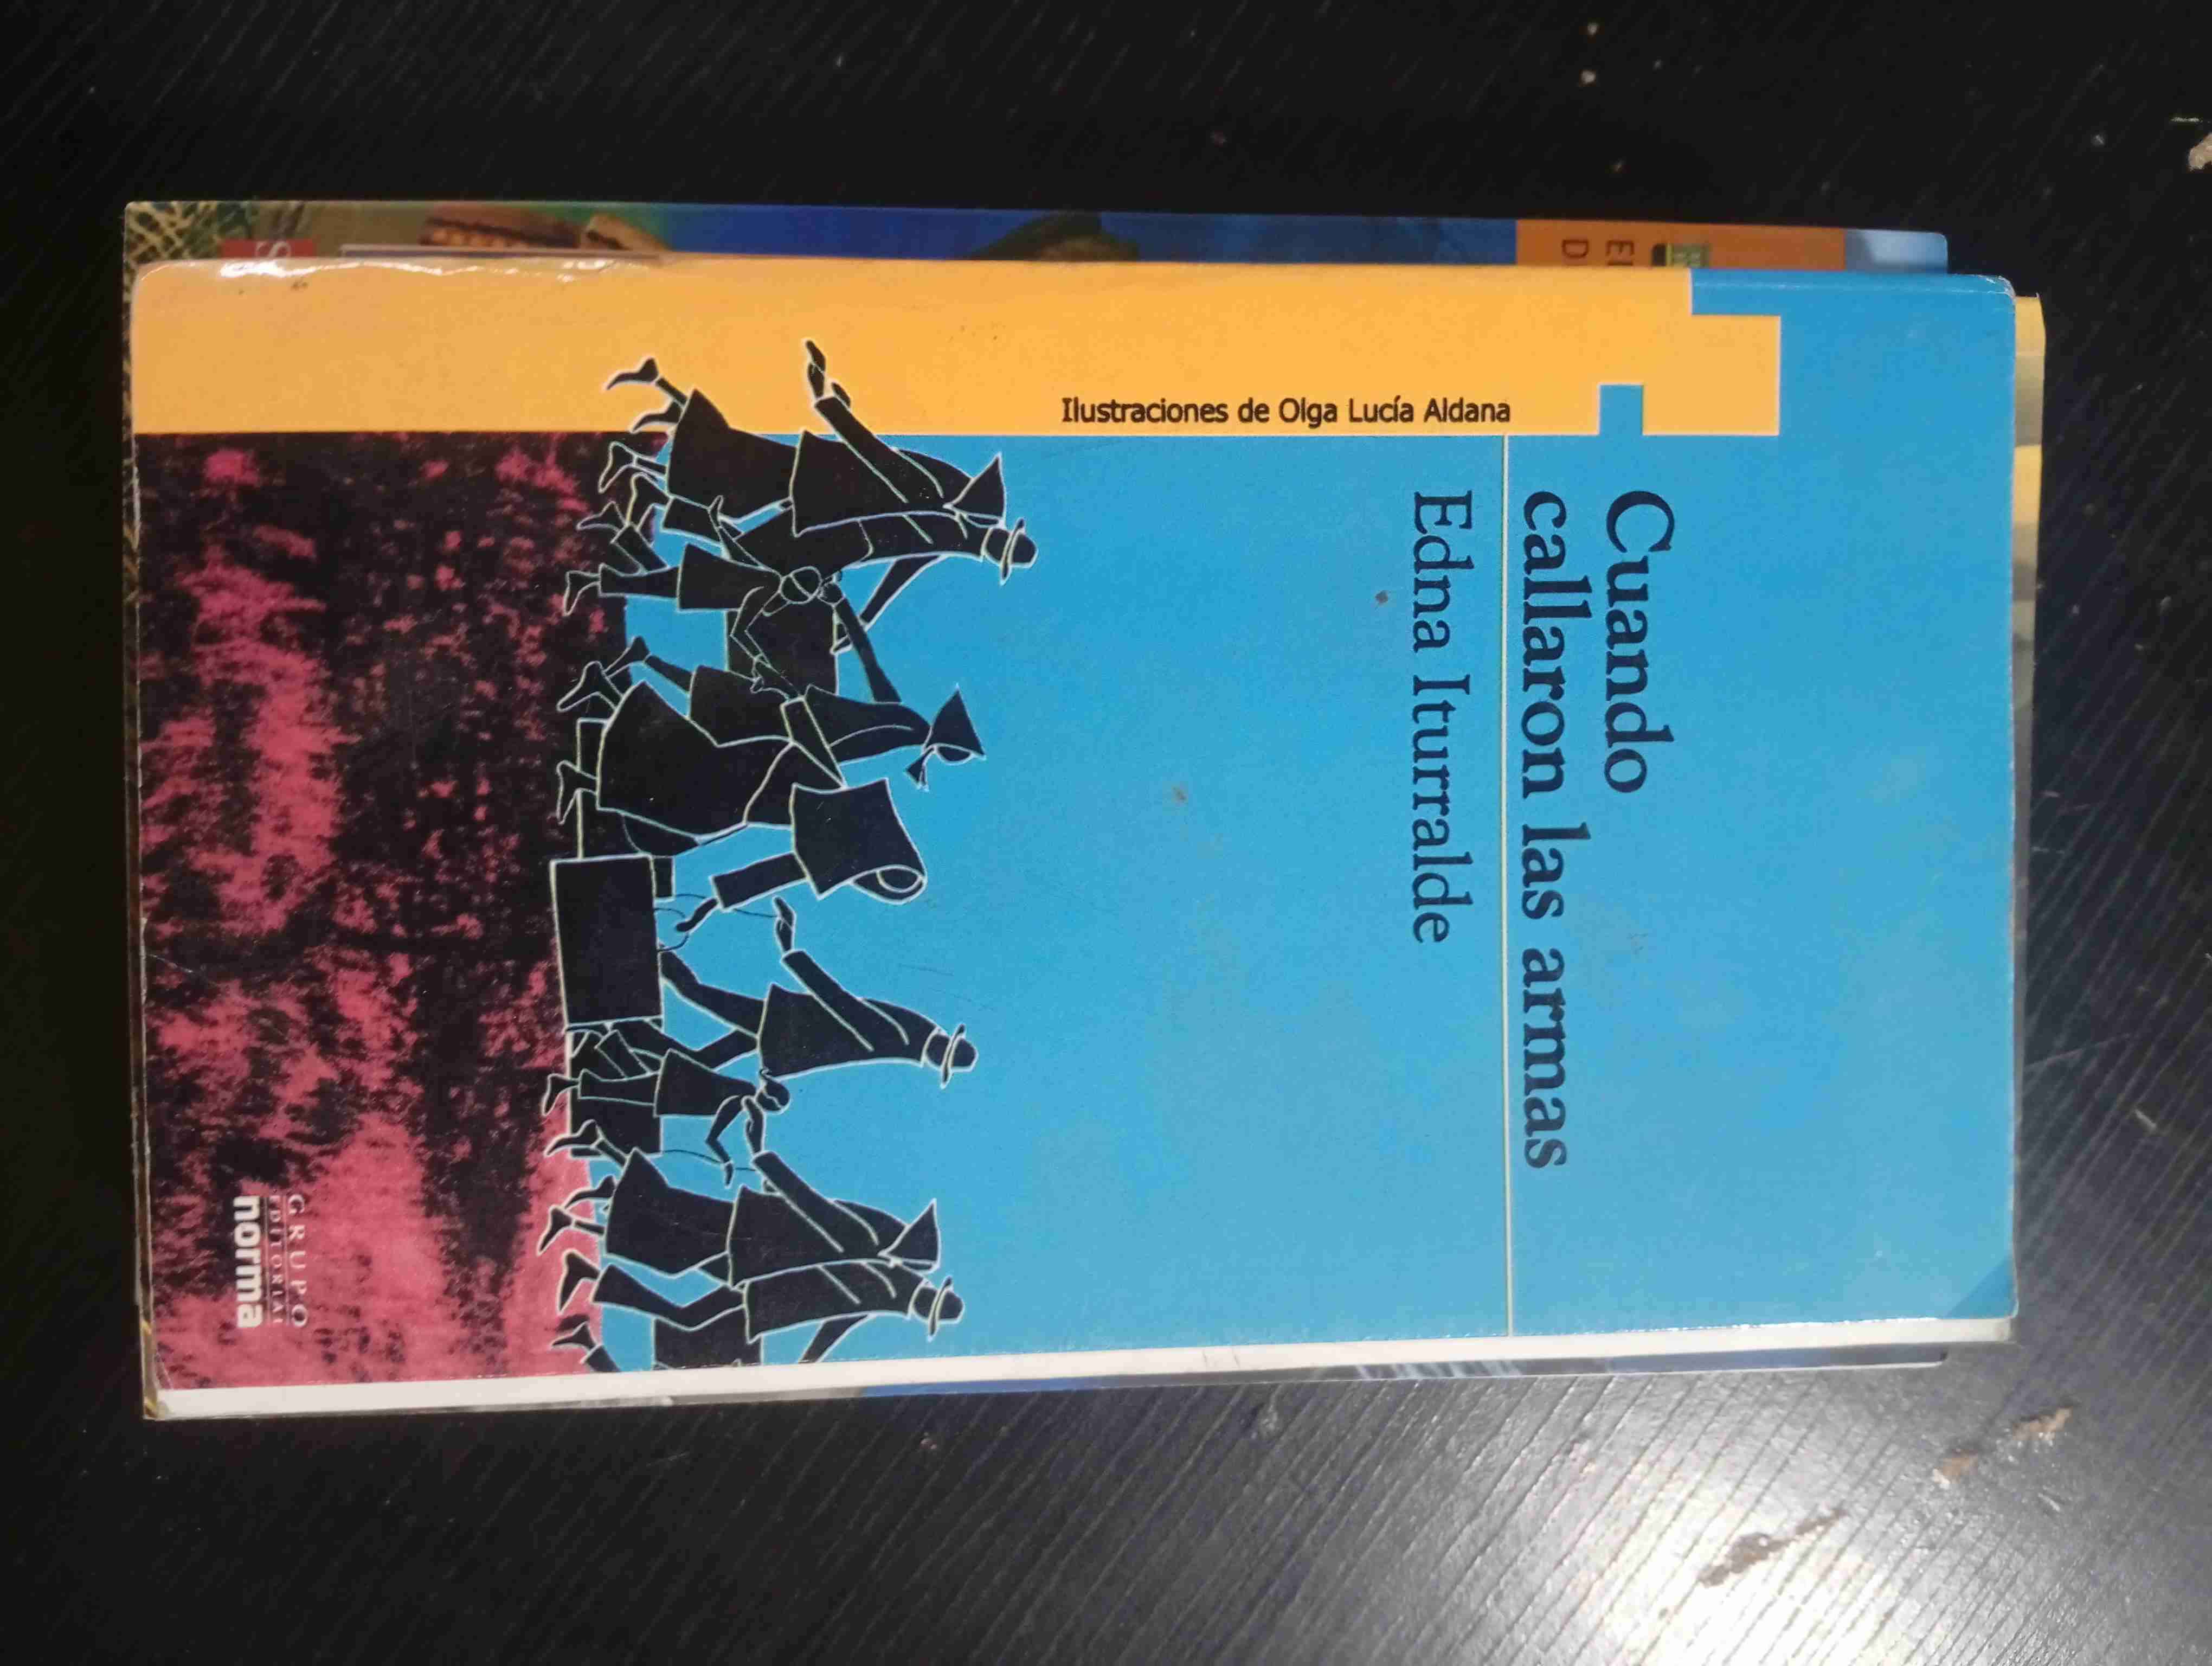 Cuando
callaron las armas
Edna Iturralde
Ilustraciones de Olga Lucía Aldana
GRUPO
EDITORIAL
norma